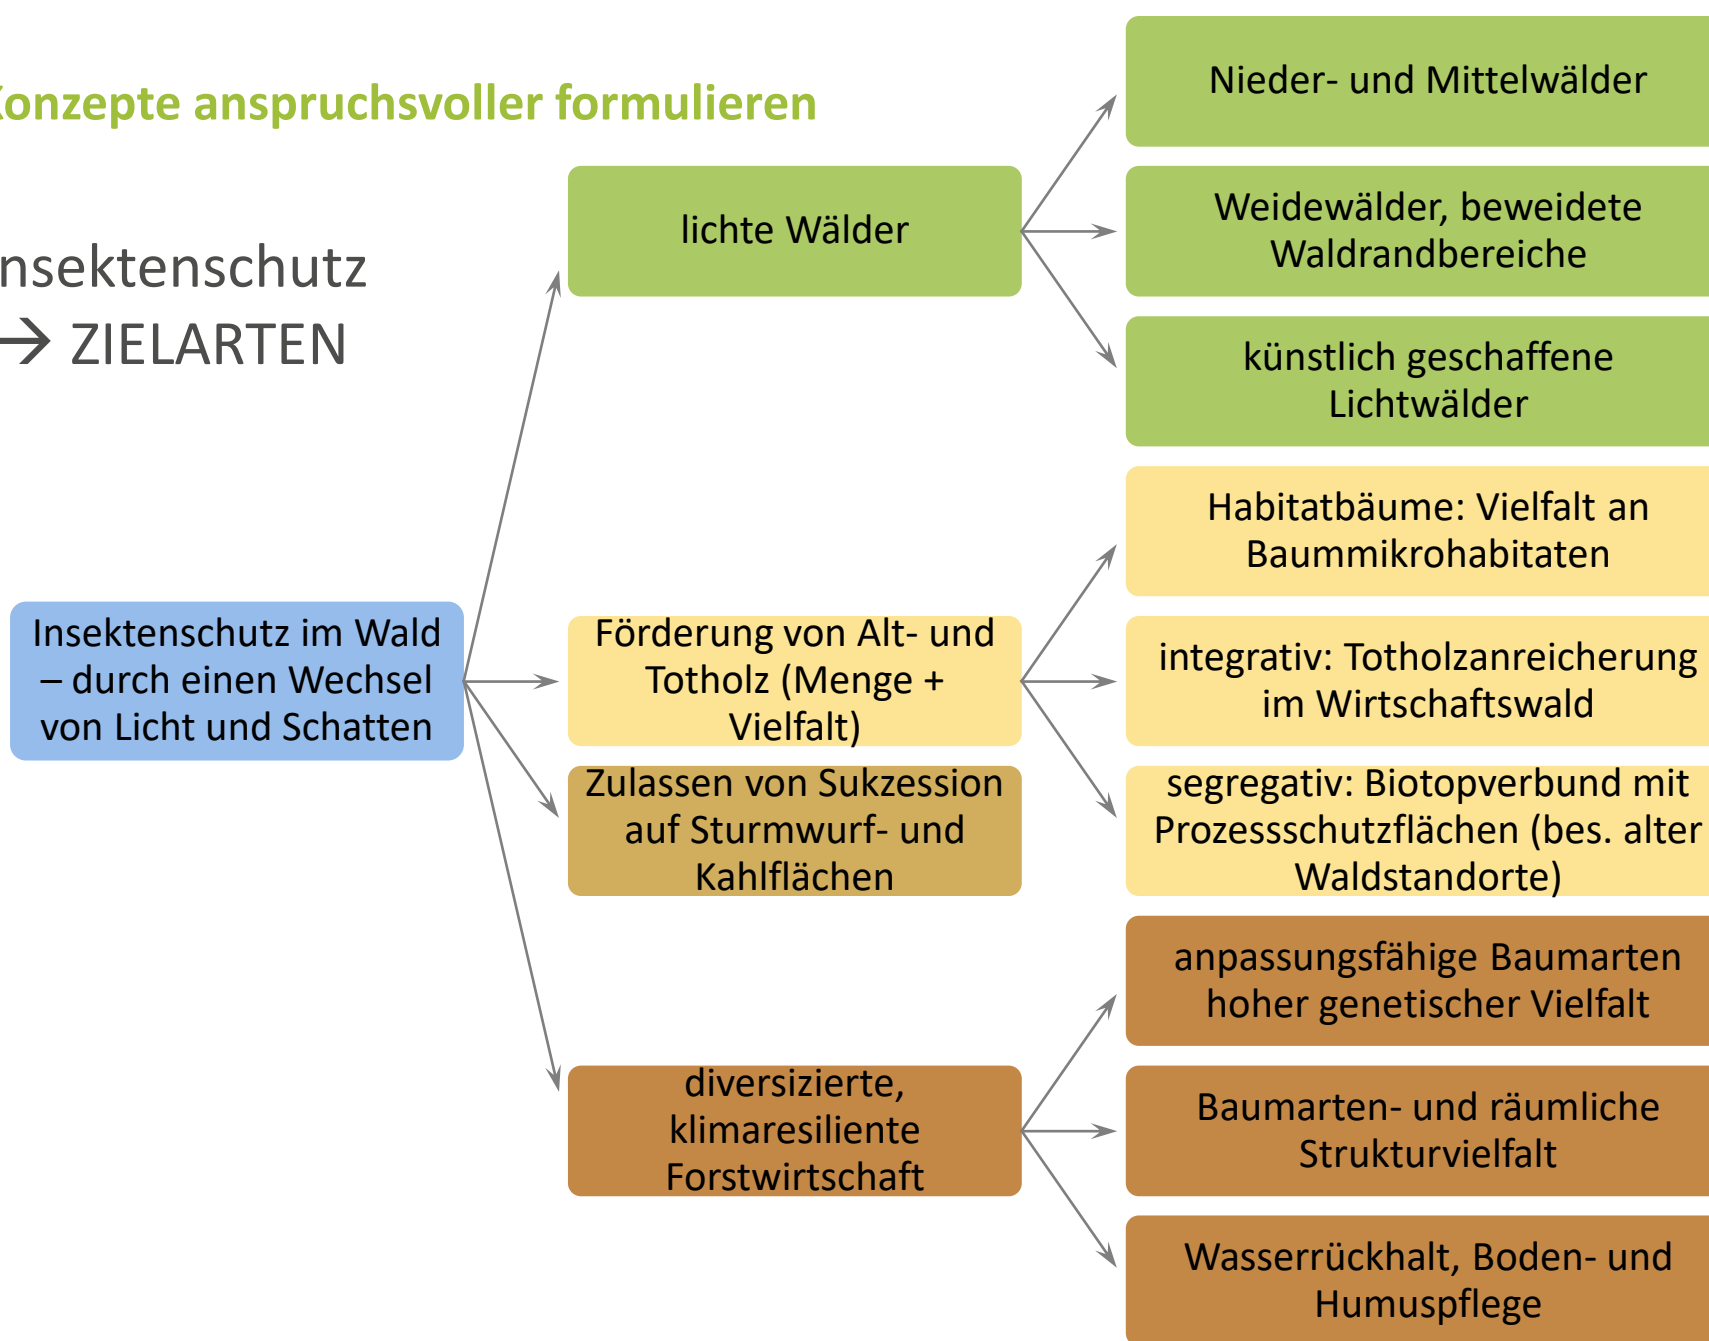 Konzepte anspruchsvoller formulieren
nsektenschutz
→ ZIELARTEN
Insektenschutz im Wald
– durch einen Wechsel
von Licht und Schatten
lichte Wälder
Nieder- und Mittelwälder
Weidewälder, beweidete
Waldrandbereiche
künstlich geschaffene
Lichtwälder
Förderung von Alt- und
Totholz (Menge +
Vielfalt)
Habitatbäume: Vielfalt an
Baummikrohabitaten
integrativ: Totholzanreicherung
im Wirtschaftswald
segregativ: Biotopverbund mit
Prozessschutzflächen (bes. alter
Waldstandorte)
Zulassen von Sukzession
auf Sturmwurf- und
Kahlflächen
diversizierte,
klimaresiliente
Forstwirtschaft
anpassungsfähige Baumarten
hoher genetischer Vielfalt
Baumarten- und räumliche
Strukturvielfalt
Wasserrückhalt, Boden- und
Humuspflege